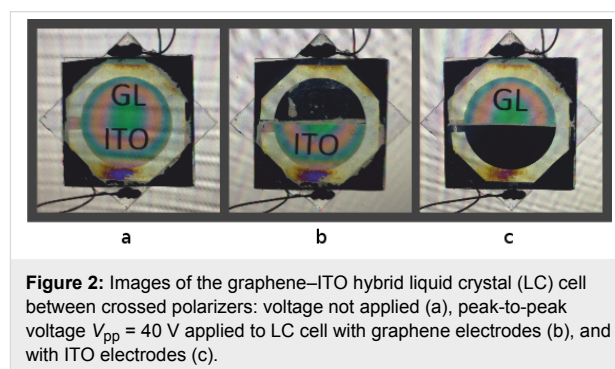 GL
ITO
ITO
GL
a
b
c
Figure 2: Images of the graphene–ITO hybrid liquid crystal (LC) cell
between crossed polarizers: voltage not applied (a), peak-to-peak
voltage Vpp = 40 V applied to LC cell with graphene electrodes (b), and
with ITO electrodes (c).